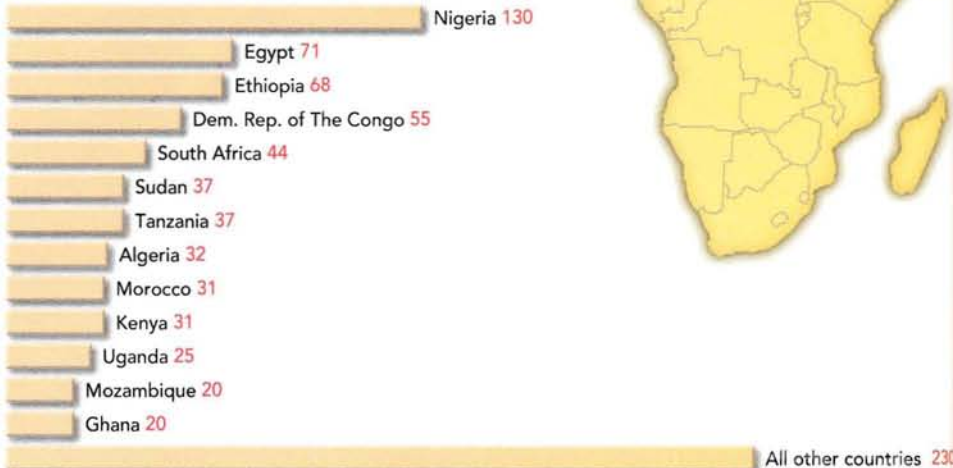 Nigeria 130
Egypt 71
Ethiopia 68
Dem. Rep. of The Congo 55
South Africa 44
Sudan 37
Tanzania 37
Algeria 32
Morocco 31
Kenya 31
Uganda 25
Mozambique 20
Ghana 20
All other countries 230